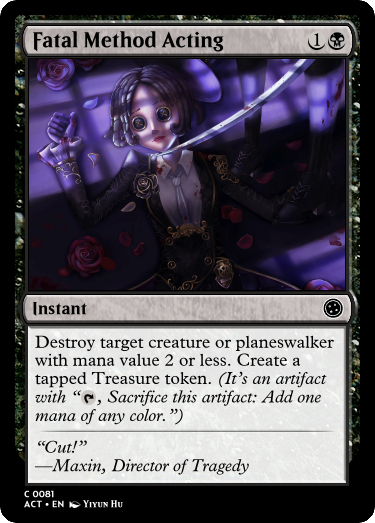 Fatal Method Acting 1
Instant
Destroy target creature or planeswalker
with mana value 2 or less. Create a
tapped Treasure token. (It's an artifact
with “, Sacrifice this artifact: Add one
mana of any color.”)
“Cut!”
—Maxin, Director of Tragedy
C 0081
ACT • EN Yiyun Hu